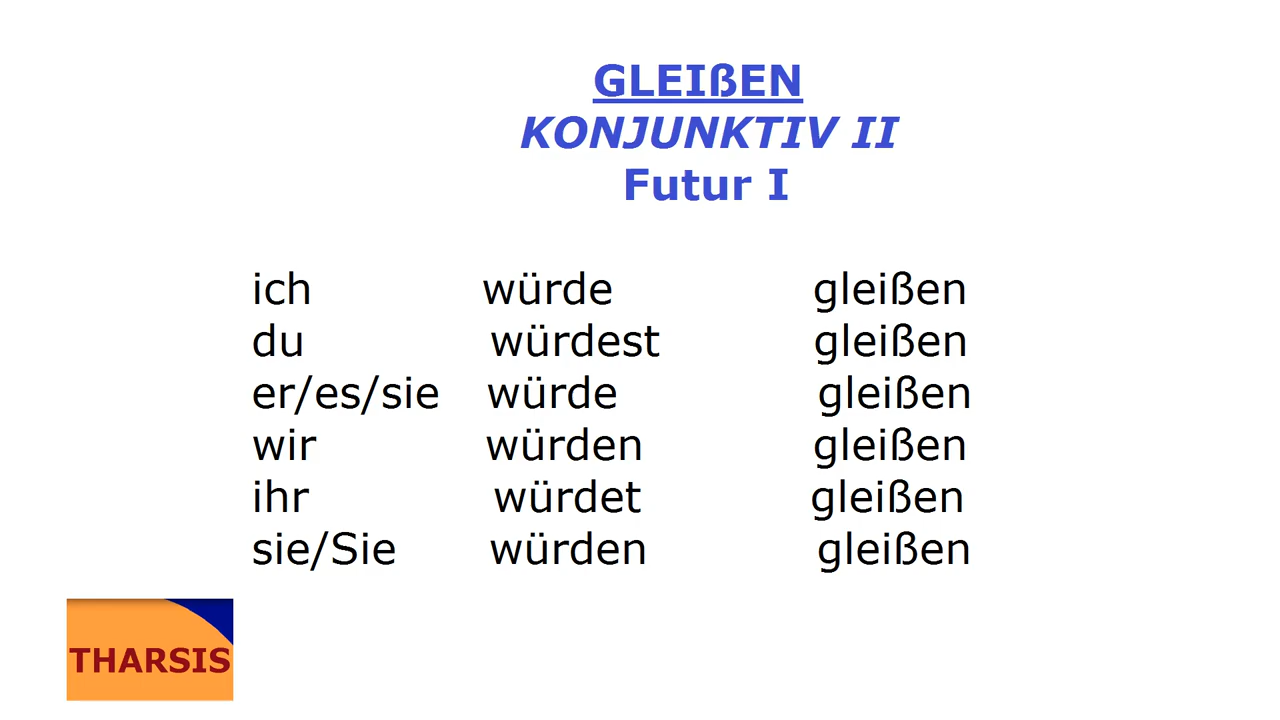 GLEIßEN
KONJUNKTIV II
Futur I
ich würde gleißen
du würdest gleißen
er/es/sie würde gleißen
wir würden gleißen
ihr würdet gleißen
sie/Sie würden gleißen
THARSIS